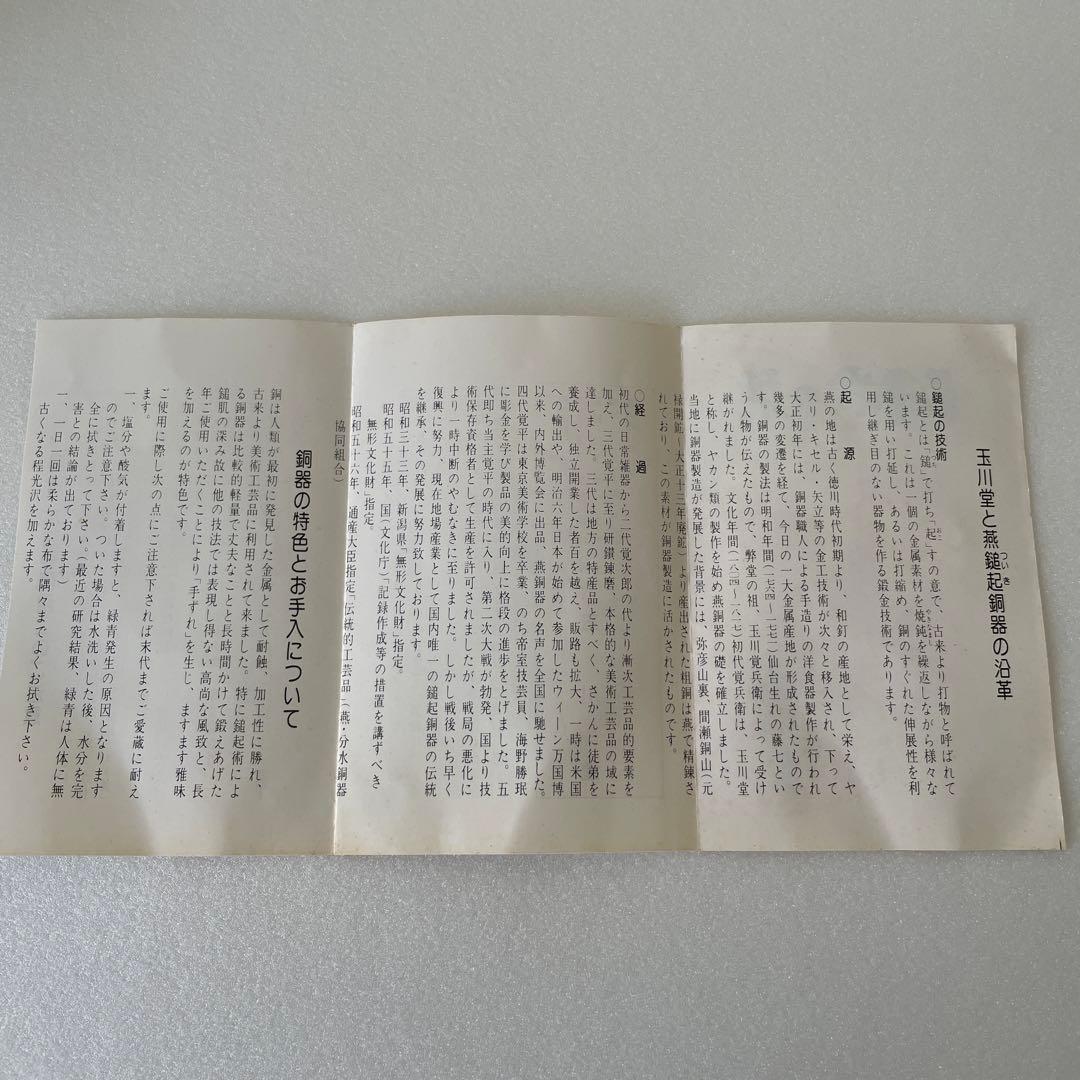 玉川堂と燕鎚起銅器の沿革
ついき
○鎚起の技術
鎚起とは「鎚」で打ち「起」すの意で、古来より打物と呼ばれて
います。これは一個の金属素材を焼鈍を繰返しながら様々な
鎚を使用い打延し、あるいは打縮め、銅のすぐれた伸展性を利
用し継ぎ目のない器物を作る鍛金技術であります。
○起 源
燕の地は古く徳川時代初期より、和釘の産地として栄え、ヤ
スリ・キセル・矢立等の金工技術が次々と移入され、下って
大正初年には、銅器職人による手造りの洋食器製作が行われ
幾多の変遷を経て、今日の一大金属産地が形成されたもので
す。銅器の製法は明和年間(一七六四〜一七七一)仙台生れの藤七とい
う人物が伝えたもので、弊堂の祖、玉川覚兵衛によって受け
継がれました。文化年間(一八〇四〜一八一七)初代覚兵衛は、玉川堂
と称し、ヤカン類の製作を始め燕銅器の礎を確立しました。
当地に銅器製造が発展した背景には、弥彦山裏、間瀬銅山(元
禄開鉱〜大正十三年廃鉱)より産出された粗銅は燕で精錬さ
れており、この素材が銅器製造に活かされたものです。
○経 過
初代の日常雑器から二代覚次郎の代より漸次工芸品的要素を
加え、三代覚平に至り研鑽錬磨、本格的な美術工芸品の域に
達しました。三代は地方の特産品とすべく、さかんに徒弟を
養成し、独立開業した者百を越え、販路も拡大、一時は米国
への輸出や、明治六年日本が始めて参加したウィーン万国博
以来、内外博覧会に出品、燕銅器の名声を全国に馳せました。
四代覚平は東京美術学校を卒業、のち帝室技芸員、海野勝珉
に彫金を学び製品の美的向上に格段の進歩をとげました。五
代即ち当主覚平の時代に入り、第二次大戦が勃発、国より技
術保存資格者として生産を許可されましたが、戦局の悪化に
より一時中断のやむなきに至りました。しかし戦後いち早く
復興に努力、現在地場産業として国内唯一の鎚起銅器の伝統
を継承、その発展に努力致しております。
昭和三十三年、新潟県「無形文化財」指定。
昭和五十五年、国(文化庁)「記録作成等の措置を講ずべき
無形文化財」指定。
昭和五十六年、通産大臣指定「伝統的工芸品」(燕・分水銅器
協同組合)
銅器の特色とお手入について
銅は人類が最初に発見した金属として耐蝕、加工性に勝れ、
古来より美術工芸品に利用されて来ました。特に鎚起術によ
る銅器は比較的軽量で丈夫なことと長時間かけて鍛えあげた
鎚肌の深み故に他の技法では表現し得ない高尚な風致と、長
年ご使用いただくことにより「手ずれ」を生じ、ますます雅味
を加えるのが特色です。
ご使用に際し次の点にご注意下されば末代までご愛蔵に耐え
ます。
一、塩分や酸気が付着しますと、緑青発生の原因となります
のでご注意下さい。ついた場合は水洗いした後、水分を完
全に拭きとって下さい。(最近の研究結果、緑青は人体に無
害との結論が出ております)
一、一日一回は柔らかな布で隅々までよくお拭き下さい。
古くなる程光沢を加えます。